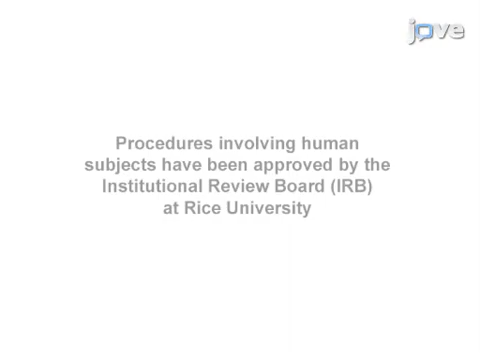 jove
Procedures involving human
subjects have been approved by the
Institutional Review Board (IRB)
at Rice University